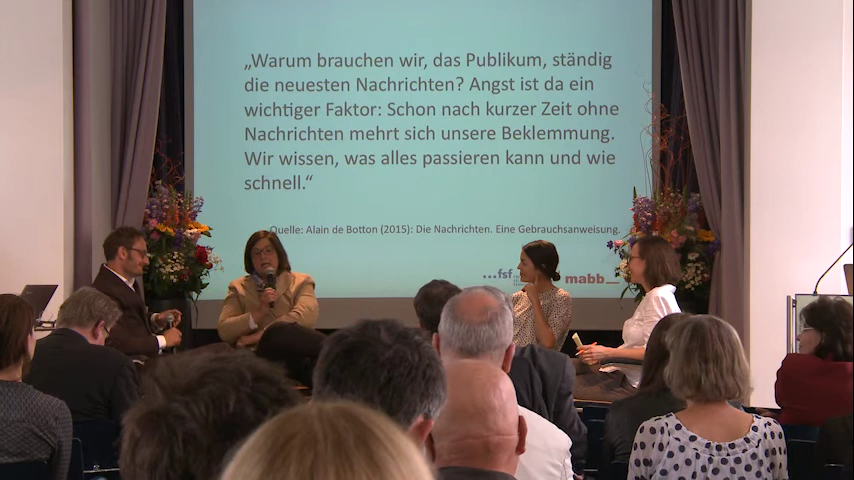 „Warum brauchen wir, das Publikum, ständig
die neuesten Nachrichten? Angst ist da ein
wichtiger Faktor: Schon nach kurzer Zeit ohne
Nachrichten mehrt sich unsere Beklemmung.
Wir wissen, was alles passieren kann und wie
schnell.“
Quelle: Alain de Botton (2015): Die Nachrichten. Eine Gebrauchsanweisung.
...fsf
mabb